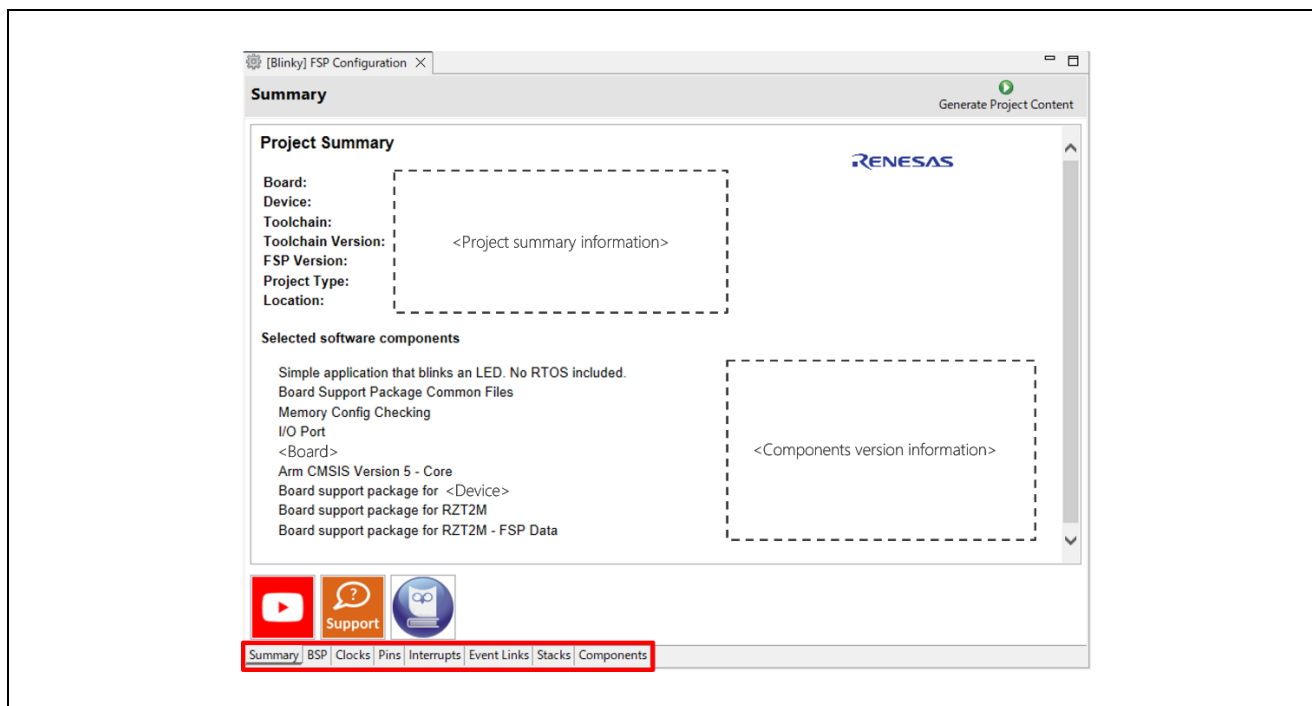 [Blinky] FSP Configuration
Summary
Generate Project Content
Project Summary
RENESAS
Board:
Device:
Toolchain:
Toolchain Version:
FSP Version:
Project Type:
Location:
<Project summary information>
Selected software components
Simple application that blinks an LED. No RTOS included.
Board Support Package Common Files
Memory Config Checking
I/O Port
<Board>
Arm CMSIS Version 5 - Core
Board support package for <Device>
Board support package for RZT2M
Board support package for RZT2M - FSP Data
<Components version information>
?
Support
Summary BSP Clocks Pins Interrupts Event Links Stacks Components